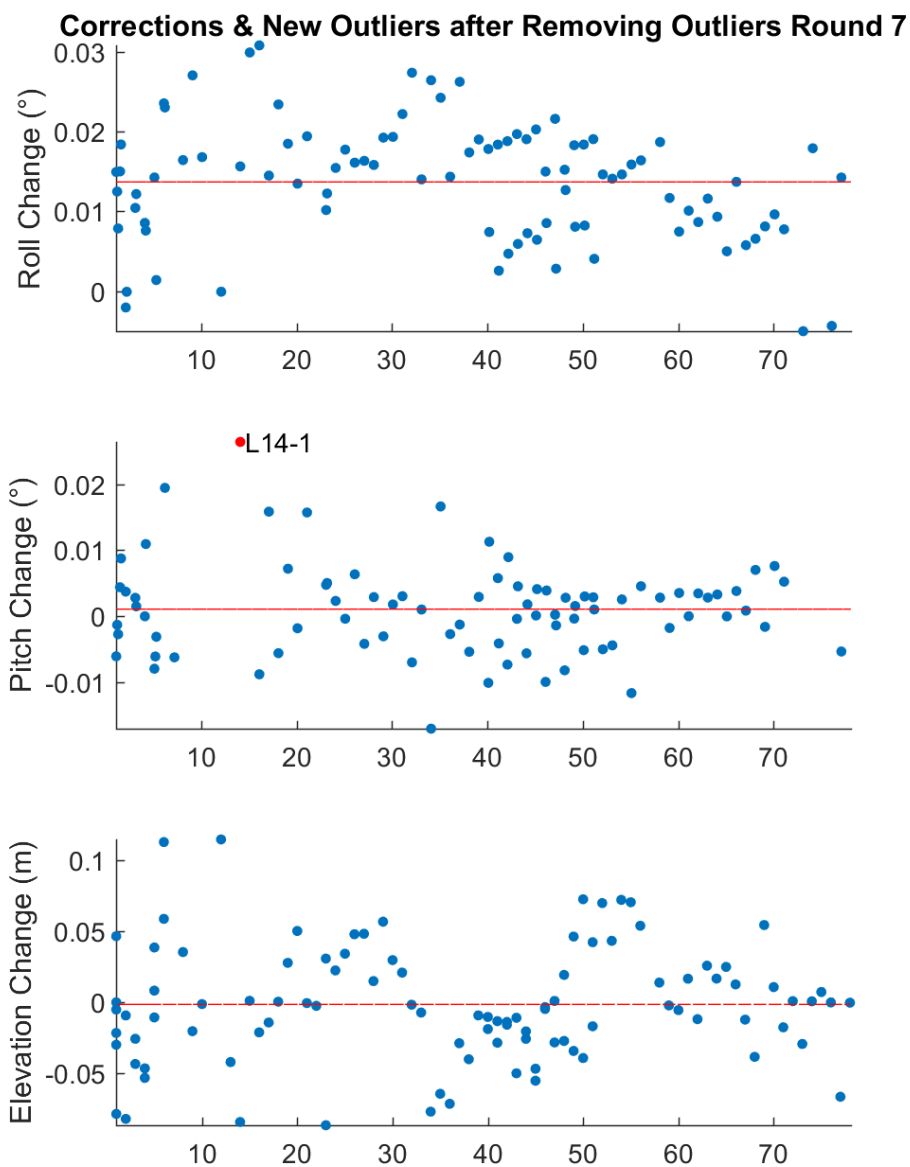 Corrections & New Outliers after Removing Outliers Round 7
Roll Change (°)
0.03
0.02
0.01
0
10 20 30 40 50 60 70
Pitch Change (°)
L14-1
0.02
0.01
0
-0.01
10 20 30 40 50 60 70
Elevation Change (m)
0.1
0.05
0
-0.05
10 20 30 40 50 60 70